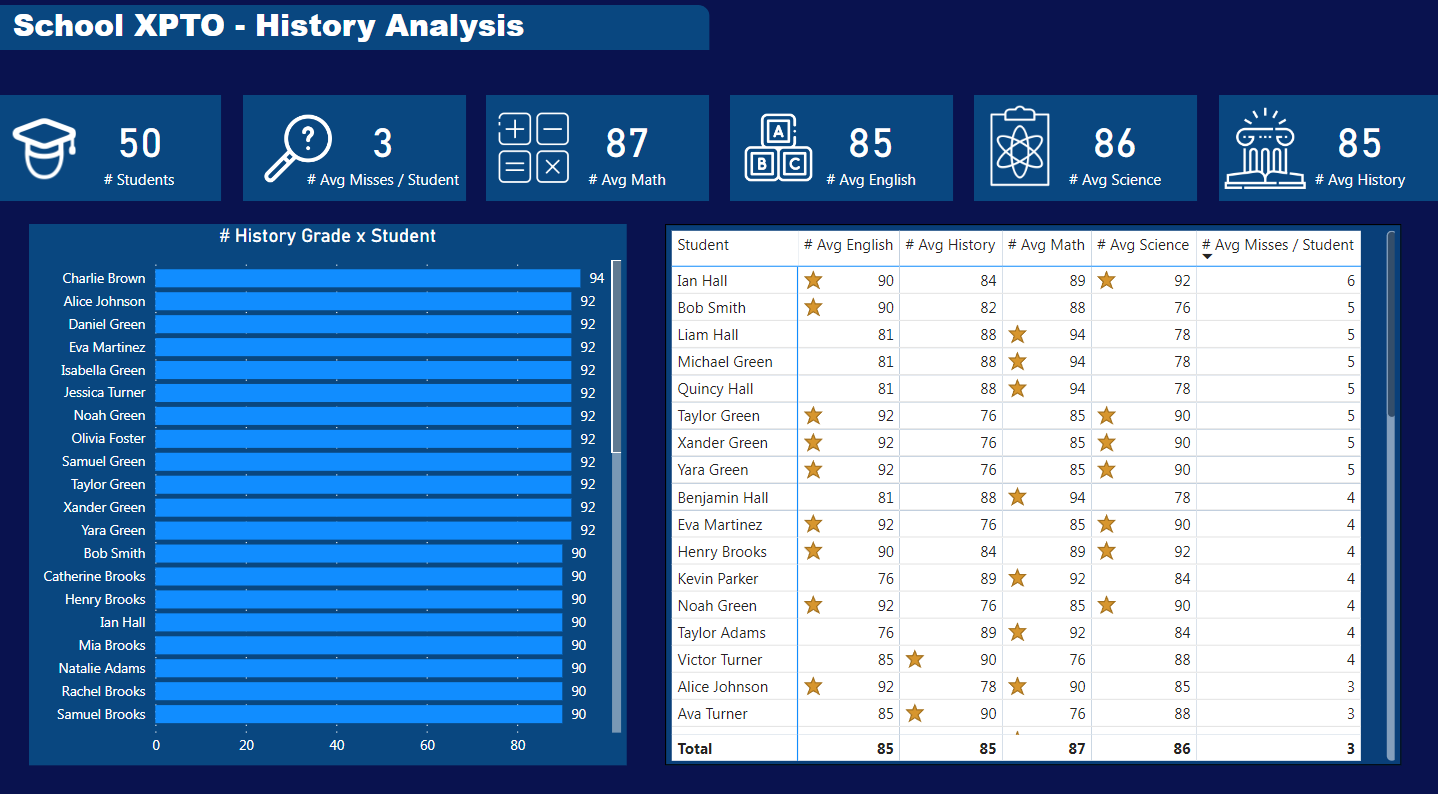 School XPTO - History Analysis
50
# Students
?
3
# Avg Misses / Student
87
# Avg Math
A
B C
85
# Avg English
86
# Avg Science
85
# Avg History
# History Grade x Student
Charlie Brown 94
Alice Johnson 92
Daniel Green 92
Eva Martinez 92
Isabella Green 92
Jessica Turner 92
Noah Green 92
Olivia Foster 92
Samuel Green 92
Taylor Green 92
Xander Green 92
Yara Green 92
Bob Smith 90
Catherine Brooks 90
Henry Brooks 90
Ian Hall 90
Mia Brooks 90
Natalie Adams 90
Rachel Brooks 90
Samuel Brooks 90
0 20 40 60 80
Student # Avg English # Avg History # Avg Math # Avg Science # Avg Misses / Student
Ian Hall 90 84 89 92 6
Bob Smith 90 82 88 76 5
Liam Hall 81 88 94 78 5
Michael Green 81 88 94 78 5
Quincy Hall 81 88 94 78 5
Taylor Green 92 76 85 90 5
Xander Green 92 76 85 90 5
Yara Green 92 76 85 90 5
Benjamin Hall 81 88 94 78 4
Eva Martinez 92 76 85 90 4
Henry Brooks 90 84 89 92 4
Kevin Parker 76 89 92 84 4
Noah Green 92 76 85 90 4
Taylor Adams 76 89 92 84 4
Victor Turner 85 90 76 88 4
Alice Johnson 92 78 90 85 3
Ava Turner 85 90 76 88 3
Total 85 85 87 86 3